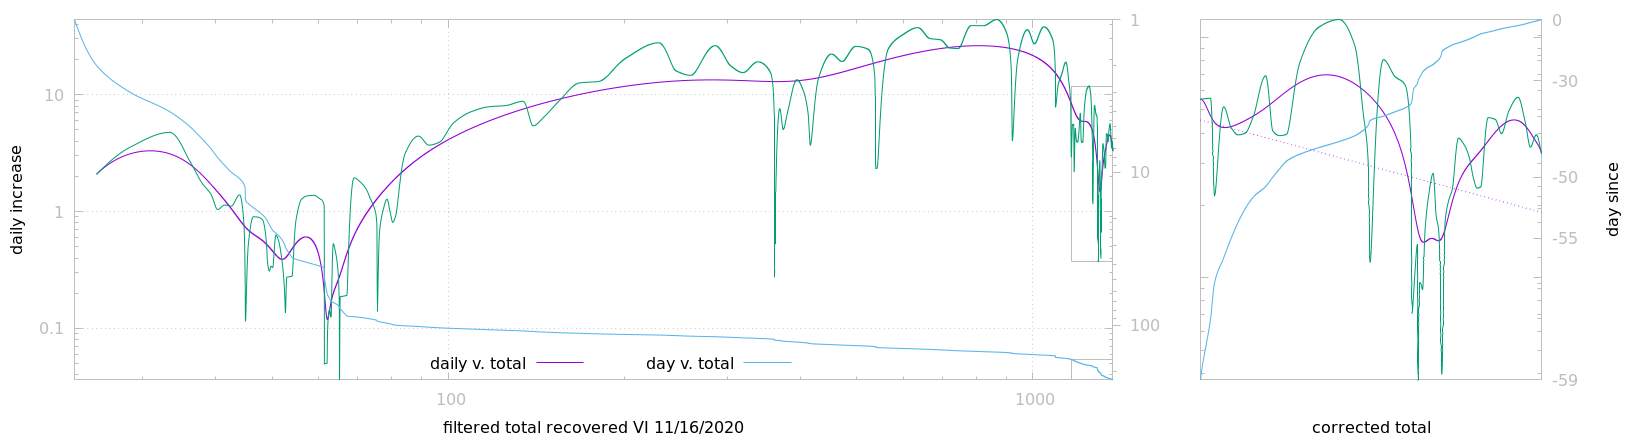 daily increase
10
1
0.1
100
1000
1
10
100
daily v. total
day v. total
filtered total recovered VI 11/16/2020
0
-30
-50
-55
-59
day since
corrected total